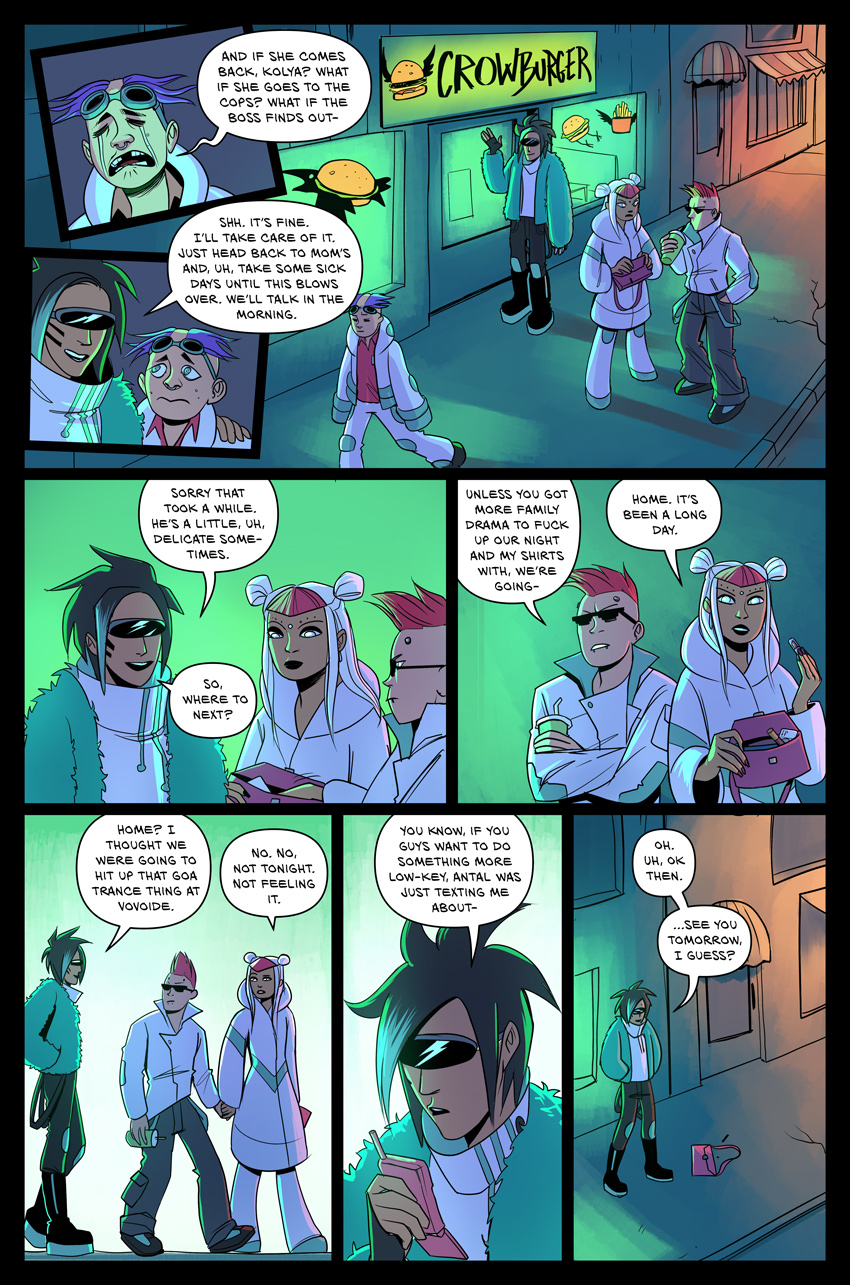 AND IF SHE COMES
BACK, KOLYA? WHAT
IF SHE GOES TO THE
COPS? WHAT IF THE
BOSS FINDS OUT-
CROWBURGER
SHH. IT'S FINE.
I'LL TAKE CARE OF IT.
JUST HEAD BACK TO MOM'S
AND, UH, TAKE SOME SICK
DAYS UNTIL THIS BLOWS
OVER. WE'LL TALK IN THE
MORNING.
SORRY THAT
TOOK A WHILE.
HE'S A LITTLE, UH,
DELICATE SOME-
TIMES.
SO,
WHERE TO
NEXT?
UNLESS YOU GOT
MORE FAMILY
DRAMA TO FUCK
UP OUR NIGHT
AND MY SHIRTS
WITH, WE'RE
GOING-
HOME. IT'S
BEEN A LONG
DAY.
HOME? I
THOUGHT WE
WERE GOING TO
HIT UP THAT GOA
TRANCE THING AT
VOVOIDE.
NO. NO,
NOT TONIGHT.
NOT FEELING
IT.
YOU KNOW, IF YOU
GUYS WANT TO DO
SOMETHING MORE
LOW-KEY, ANTAL WAS
JUST TEXTING ME
ABOUT-
OH.
UH, OK
THEN.
...SEE YOU
TOMORROW,
I GUESS?